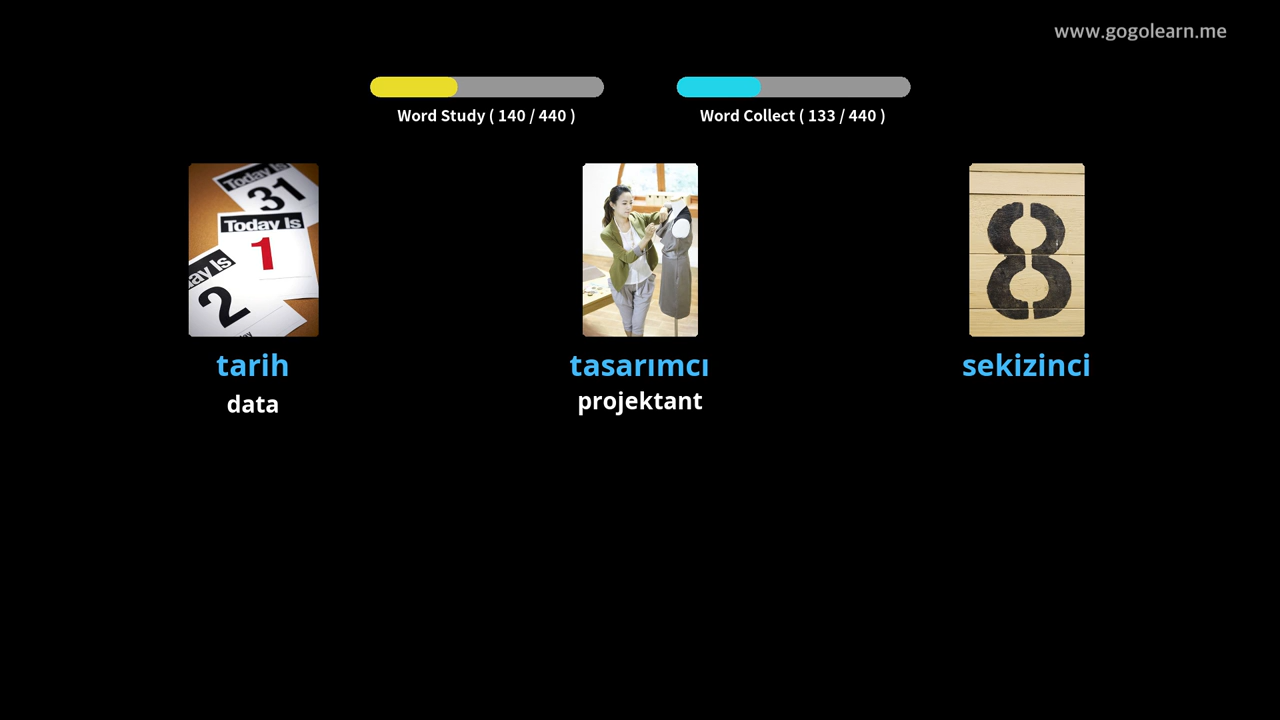 www.gogolearn.me
Word Study ( 140 / 440 )
Word Collect ( 133 / 440 )
Today Is
31
Today Is
1
ay Is
2
8
tarih
tasarımcı
sekizinci
data
projektant